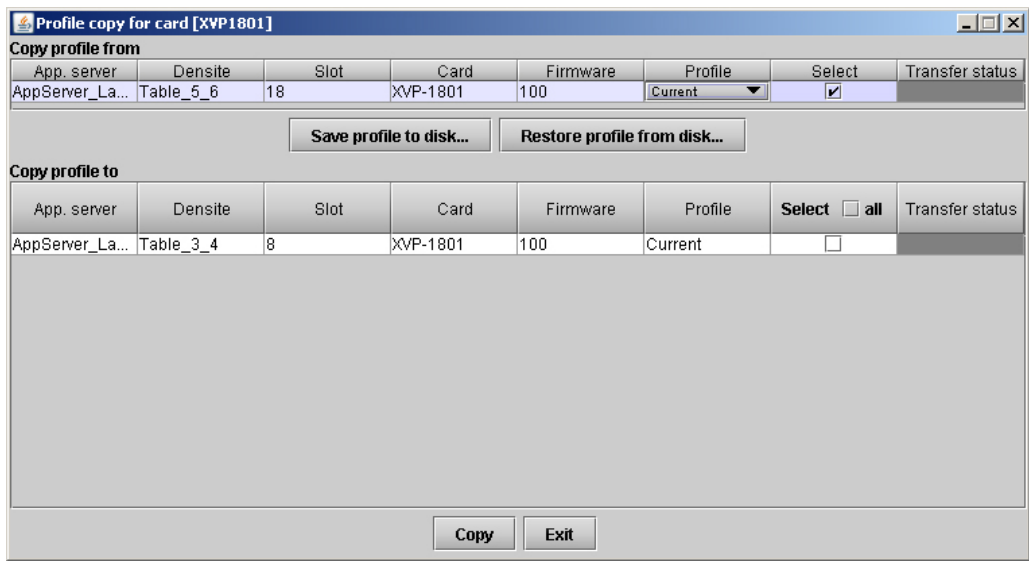 Profile copy for card [XVP1801]
Copy profile from
App. server Densite Slot Card Firmware Profile Select Transfer status
AppServer_La... Table_5_6 18 XVP-1801 100 Current
Save profile to disk... Restore profile from disk...
Copy profile to
App. server Densite Slot Card Firmware Profile Select all Transfer status
AppServer_La... Table_3_4 8 XVP-1801 100 Current
Copy Exit